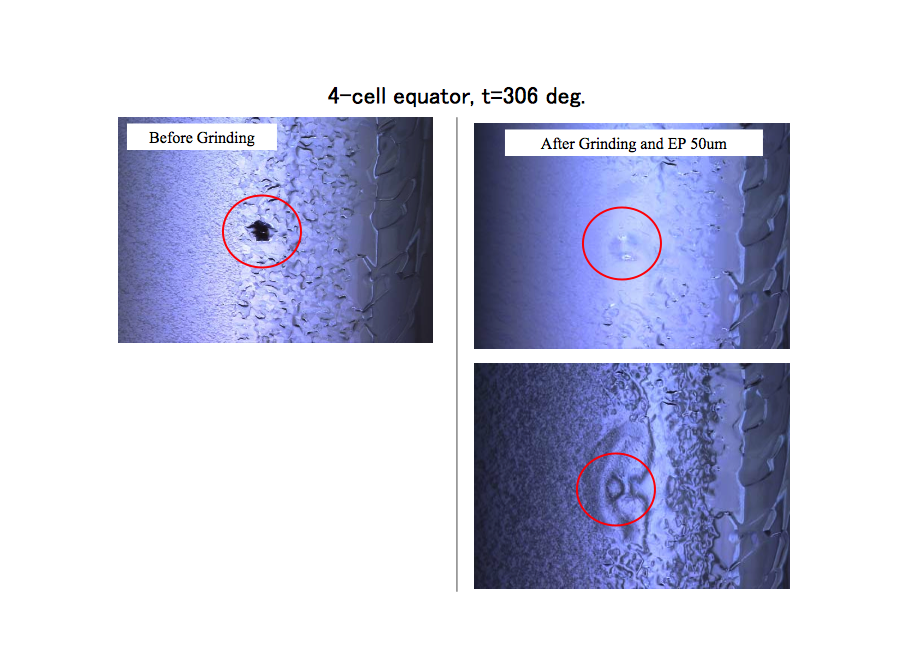 4-cell equator, t=306 deg.
Before Grinding
After Grinding and EP 50um